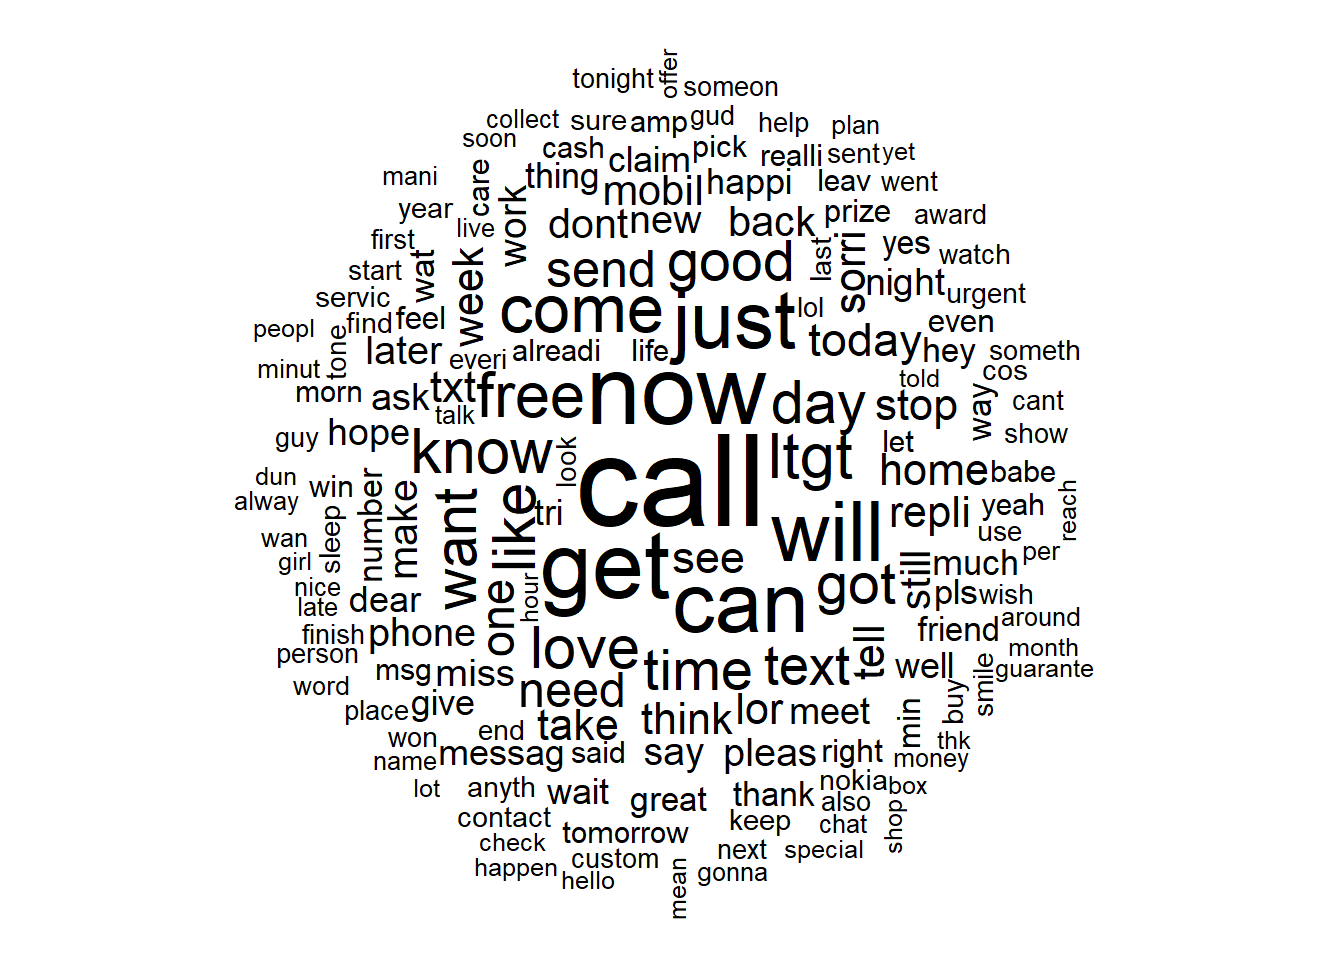 tonight
offer
someon
collect
sure
amp
gud
help
plan
soon
cash
claim
pick
realli
sent
yet
mani
care
thing
mobil
happi
leav
went
year
live
work
dont
new
back
prize
award
first
wat
week
send
good
last
sorri
yes
watch
start
servic
find
feel
come
just
lol
night
urgent
peopl
tone
later
everi
alreadi
life
today
hey
even
someth
minut
morn
ask
txt
talk
free
now
day
told
stop
way
cos
cant
guy
hope
know
look
call
ltgt
let
home
babe
show
dun
alway
win
number
make
want
like
tri
will
repli
yeah
use
reach
wan
girl
sleep
nice
late
dear
one
hour
get
see
can
got
still
much
pls
per
wish
finish
person
phone
love
time
text
tell
friend
around
word
msg
miss
need
well
smile
month
guarante
place
give
end
take
think
lor
meet
min
buy
won
name
messag
said
say
pleas
right
thk
money
lot
anyth
wait
great
thank
nokia
also
box
contact
check
tomorrow
keep
chat
shop
happen
custom
hello
mean
next
gonna
special